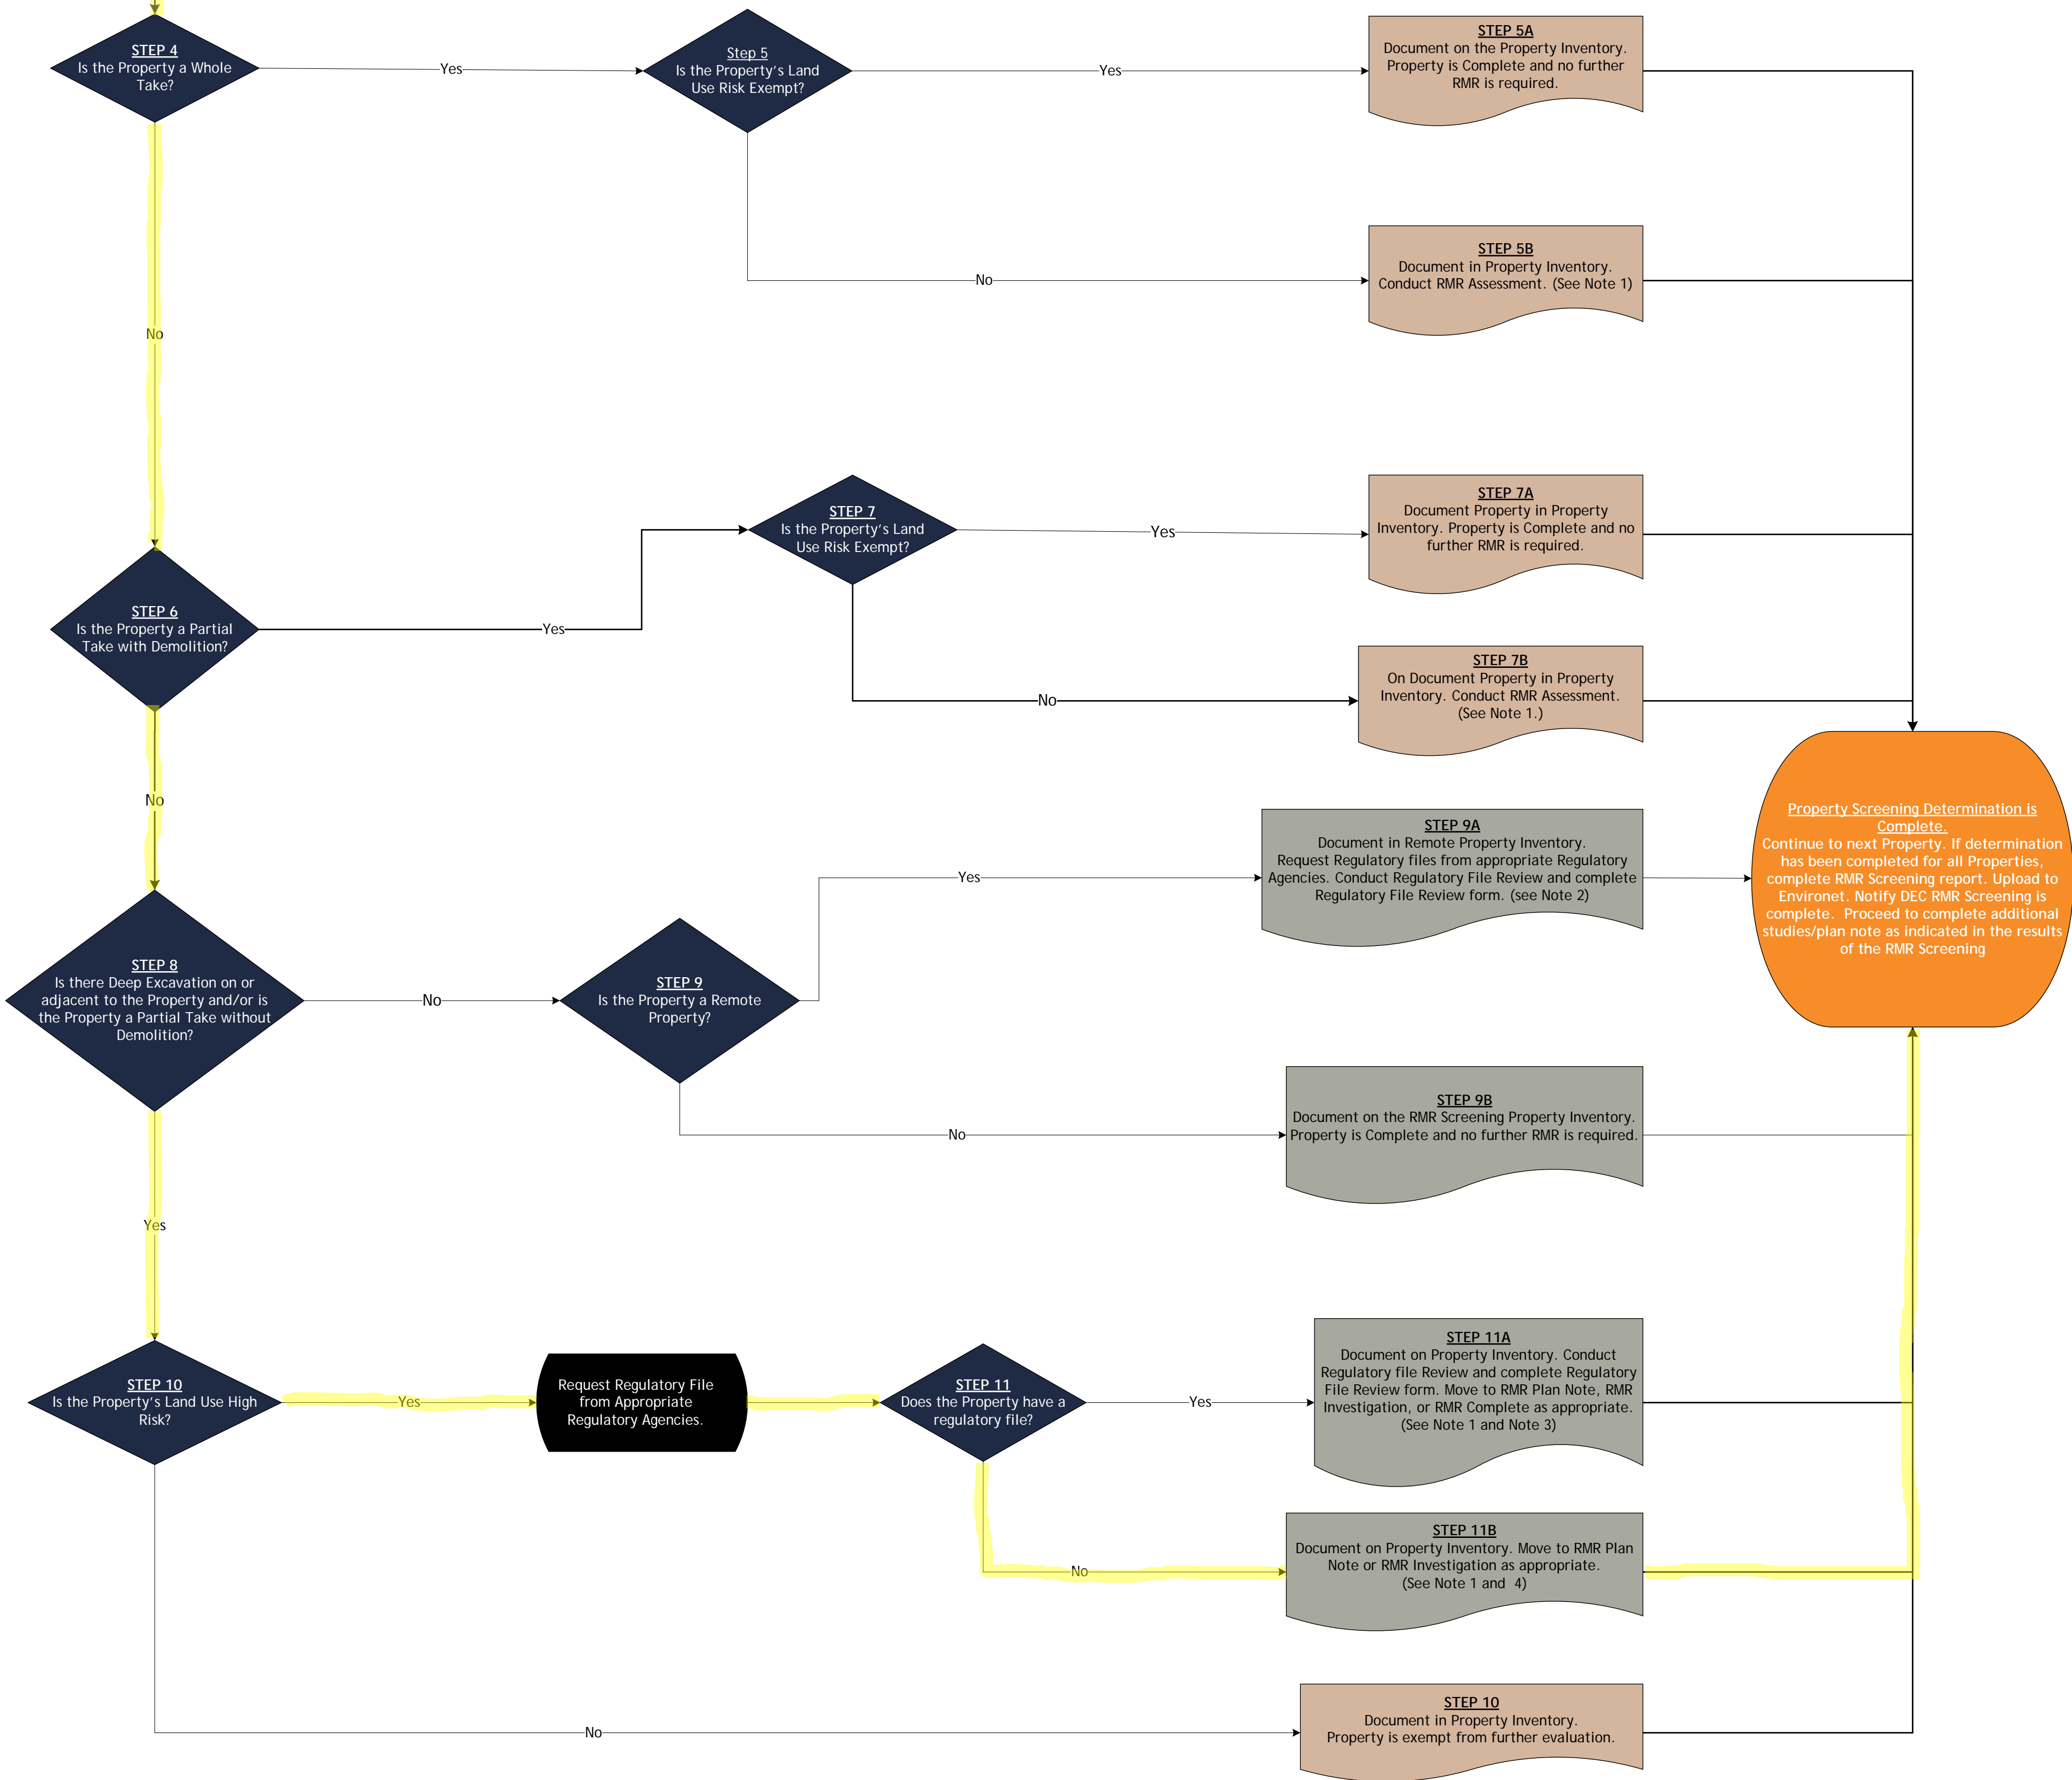 STEP 4
Is the Property a Whole
Take?
Yes
Step 5
Is the Property's Land
Use Risk Exempt?
Yes
STEP 5A
Document on the Property Inventory.
Property is Complete and no further
RMR is required.
No
STEP 5B
Document in Property Inventory.
Conduct RMR Assessment. (See Note 1)
No
STEP 6
Is the Property a Partial
Take with Demolition?
Yes
STEP 7
Is the Property's Land
Use Risk Exempt?
Yes
STEP 7A
Document Property in Property
Inventory. Property is Complete and no
further RMR is required.
No
STEP 7B
On Document Property in Property
Inventory. Conduct RMR Assessment.
(See Note 1.)
No
STEP 8
Is there Deep Excavation on or
adjacent to the Property and/or is
the Property a Partial Take without
Demolition?
No
STEP 9
Is the Property a Remote
Property?
Yes
STEP 9A
Document in Remote Property Inventory.
Request Regulatory files from appropriate Regulatory
Agencies. Conduct Regulatory File Review and complete
Regulatory File Review form. (see Note 2)
Property Screening Determination is
Complete.
Continue to next Property. If determination
has been completed for all Properties,
complete RMR Screening report. Upload to
Environet. Notify DEC RMR Screening is
complete.  Proceed to complete additional
studies/plan note as indicated in the results
of the RMR Screening
No
STEP 9B
Document on the RMR Screening Property Inventory.
Property is Complete and no further RMR is required.
Yes
STEP 10
Is the Property's Land Use High
Risk?
Yes
Request Regulatory File
from Appropriate
Regulatory Agencies.
STEP 11
Does the Property have a
regulatory file?
Yes
STEP 11A
Document on Property Inventory. Conduct
Regulatory file Review and complete Regulatory
File Review form. Move to RMR Plan Note, RMR
Investigation, or RMR Complete as appropriate.
(See Note 1 and Note 3)
No
STEP 11B
Document on Property Inventory. Move to RMR Plan
Note or RMR Investigation as appropriate.
(See Note 1 and  4)
No
STEP 10
Document in Property Inventory.
Property is exempt from further evaluation.